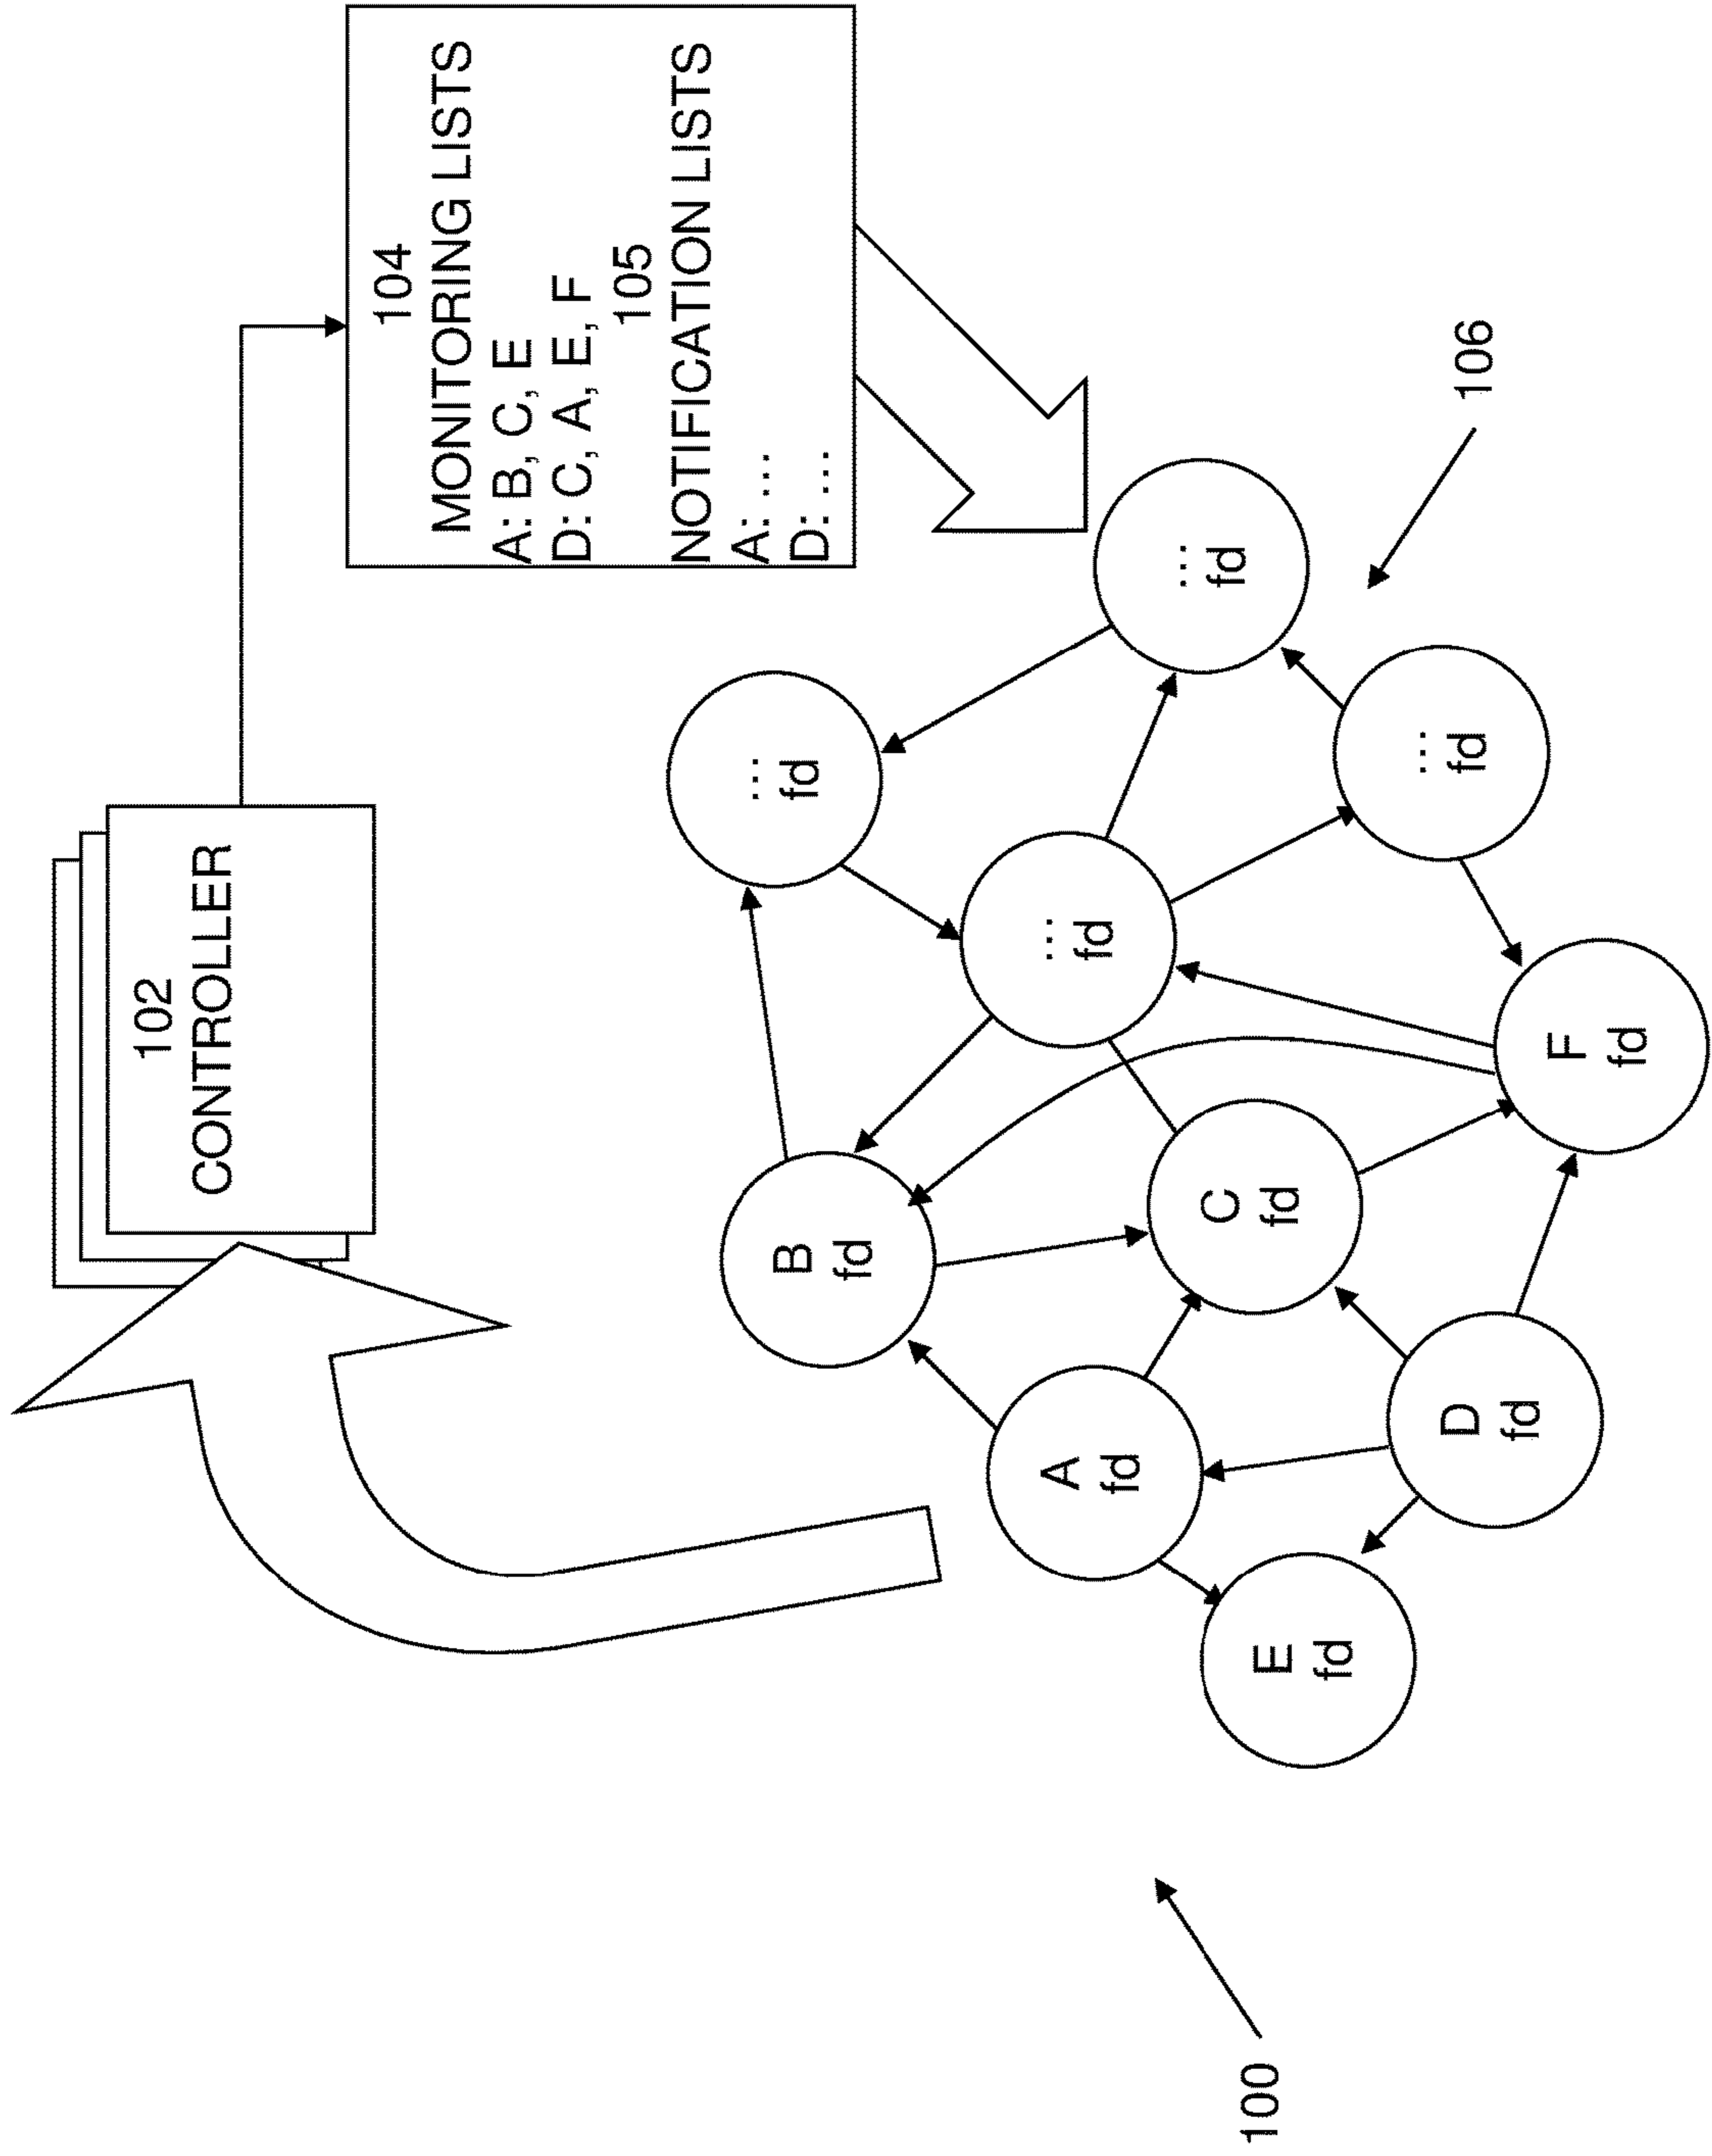 102
CONTROLLER
104
MONITORING LISTS
A: B, C, E
D: C, A, E, F
105
NOTIFICATION LISTS
A: ...
D: ...
B
fd
...
fd
A
fd
...
fd
E
fd
C
fd
...
fd
D
fd
...
fd
F
fd
100
106